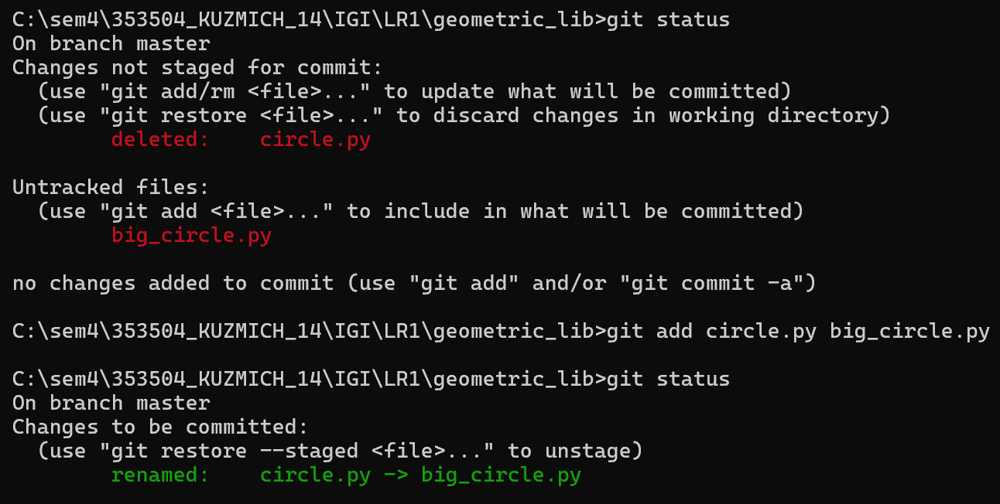 C:\sem4\353504_KUZMICH_14\IGI\LR1\geometric_lib>git status
On branch master
Changes not staged for commit:
  (use "git add/rm <file>..." to update what will be committed)
  (use "git restore <file>..." to discard changes in working directory)
        deleted:    circle.py

Untracked files:
  (use "git add <file>..." to include in what will be committed)
        big_circle.py

no changes added to commit (use "git add" and/or "git commit -a")

C:\sem4\353504_KUZMICH_14\IGI\LR1\geometric_lib>git add circle.py big_circle.py

C:\sem4\353504_KUZMICH_14\IGI\LR1\geometric_lib>git status
On branch master
Changes to be committed:
  (use "git restore --staged <file>..." to unstage)
        renamed:    circle.py -> big_circle.py